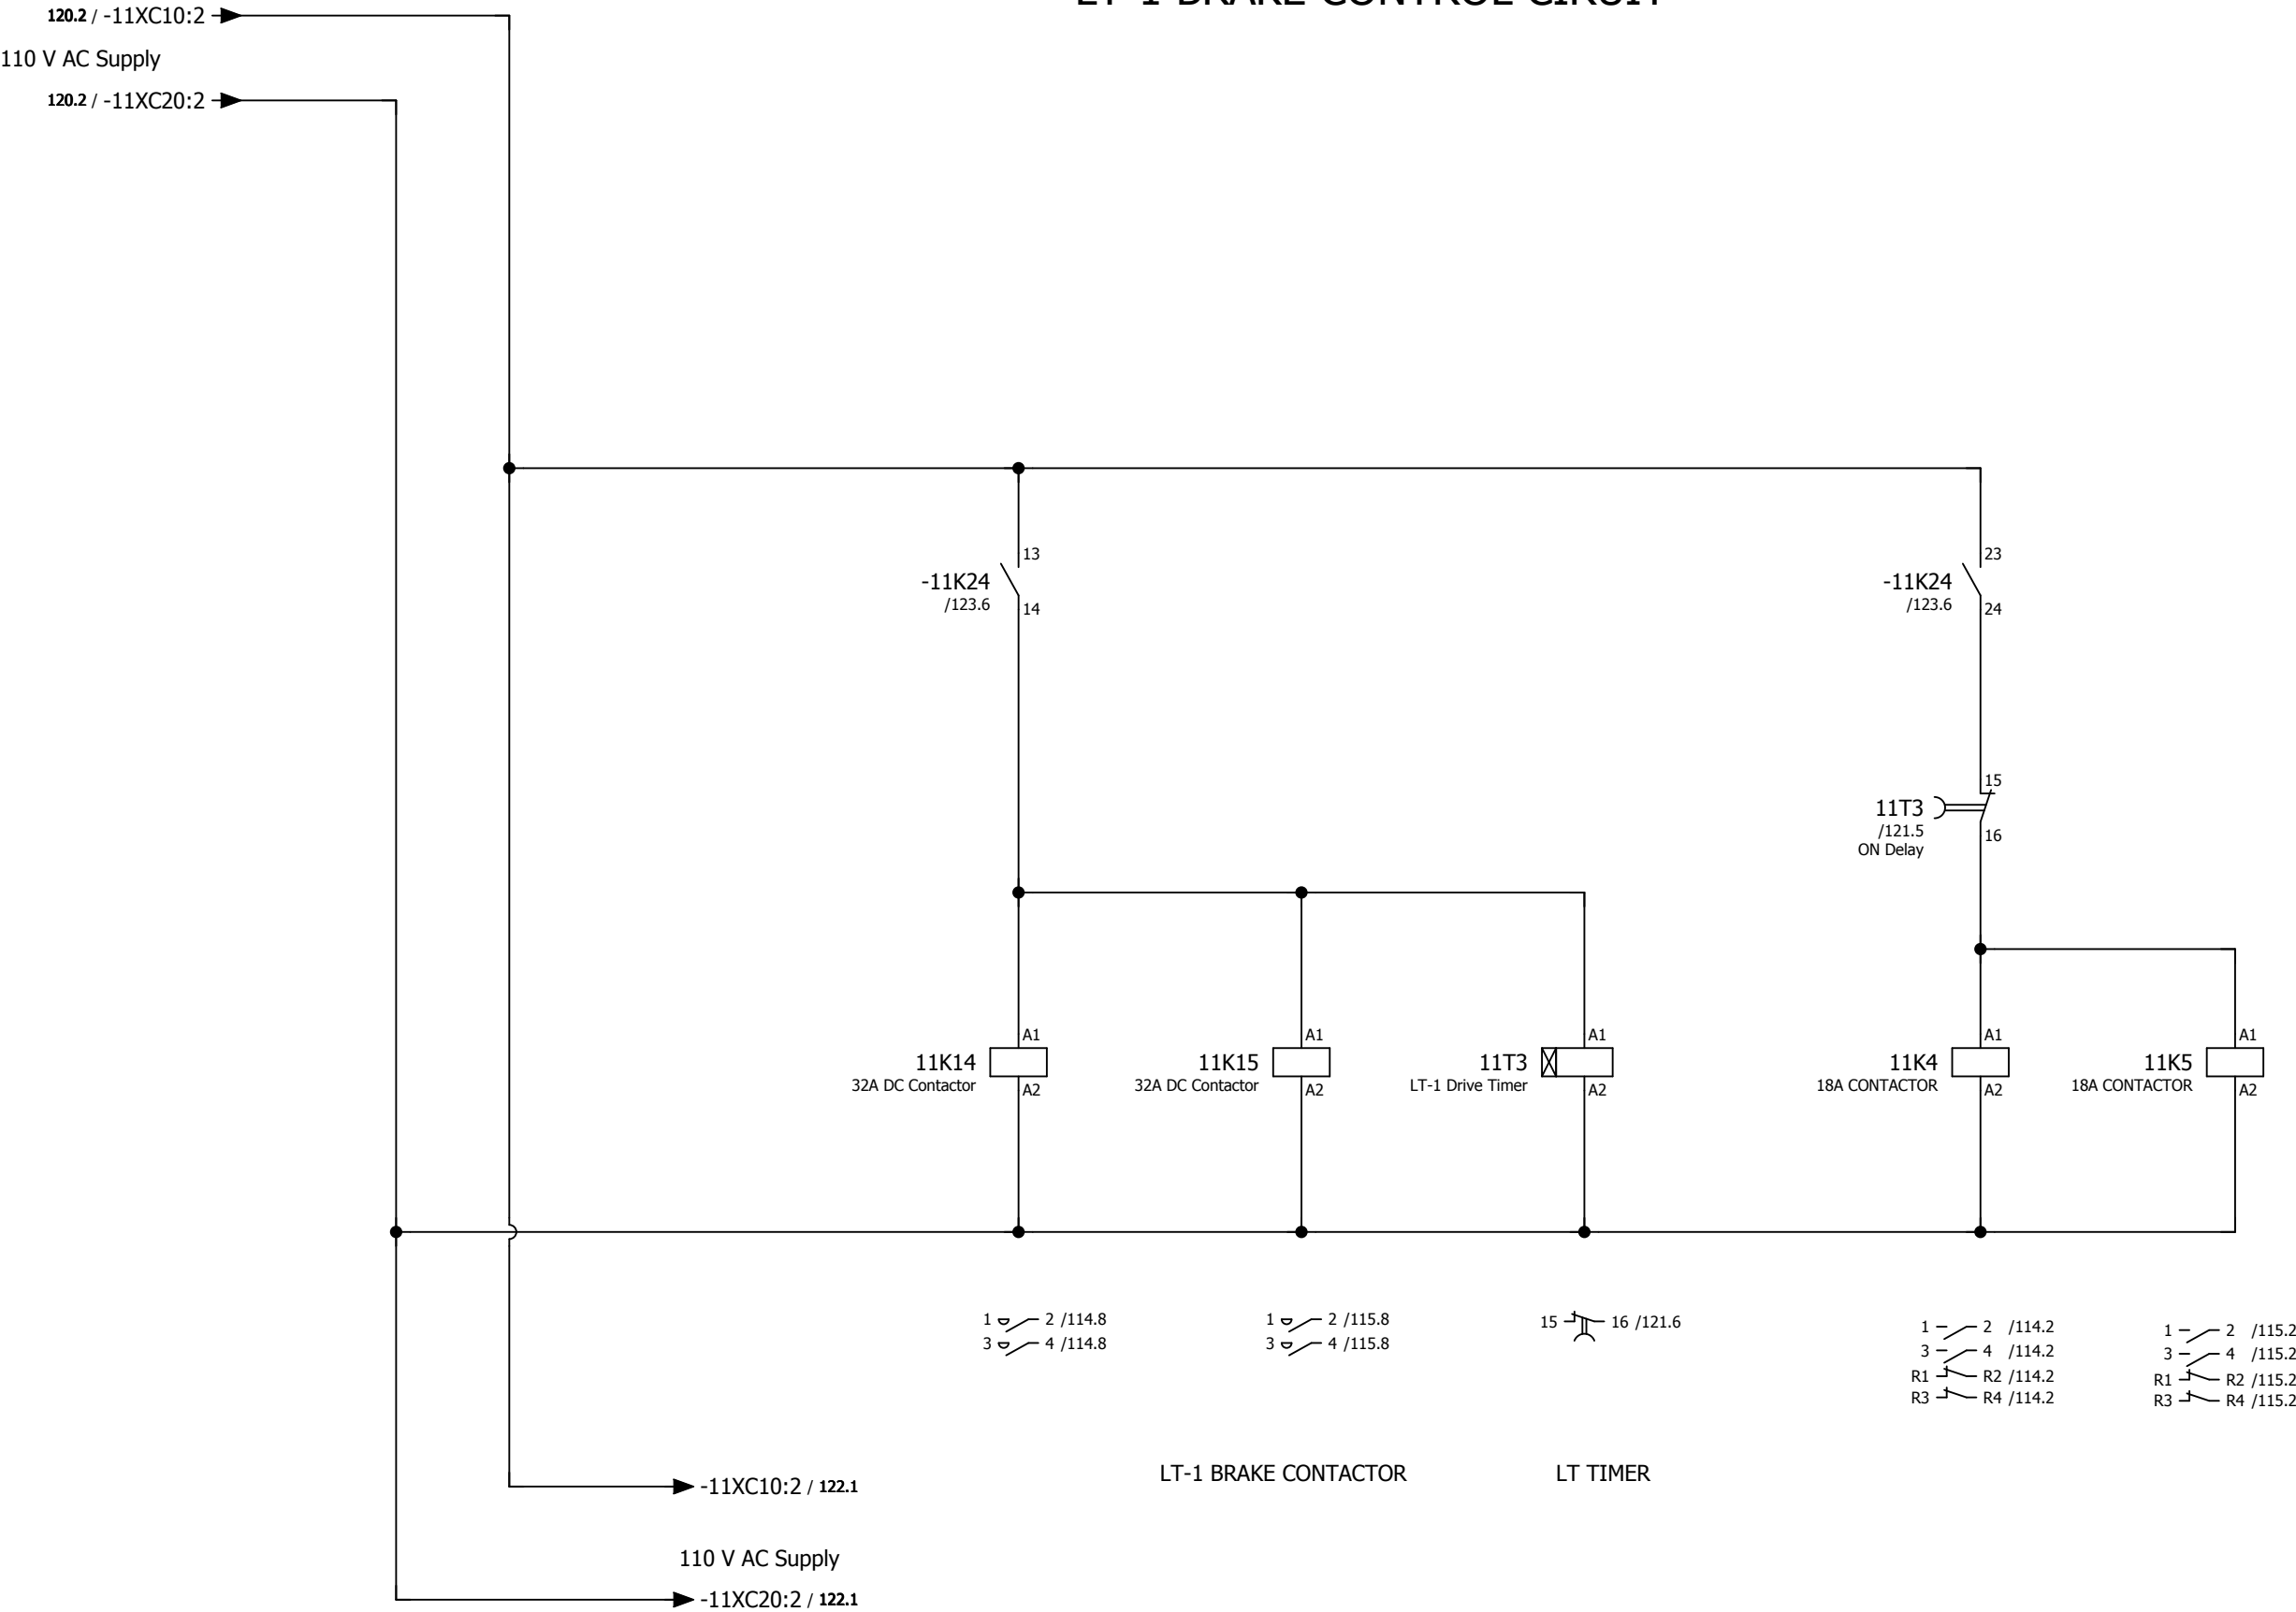 LT-1 BRAKE CONTROL CIRUIT
120.2 / -11XC10:2
110 V AC Supply
120.2 / -11XC20:2
13
-11K24
/123.6
14
23
-11K24
/123.6
24
15
11T3
/121.5
ON Delay
16
A1
11K14
32A DC Contactor
A2
A1
11K15
32A DC Contactor
A2
A1
11T3
LT-1 Drive Timer
A2
A1
11K4
18A CONTACTOR
A2
A1
11K5
18A CONTACTOR
A2
1 2 /114.8
3 4 /114.8
1 2 /115.8
3 4 /115.8
15 16 /121.6
1 2 /114.2
3 4 /114.2
R1 R2 /114.2
R3 R4 /114.2
1 2 /115.2
3 4 /115.2
R1 R2 /115.2
R3 R4 /115.2
LT-1 BRAKE CONTACTOR
LT TIMER
-11XC10:2 / 122.1
110 V AC Supply
-11XC20:2 / 122.1